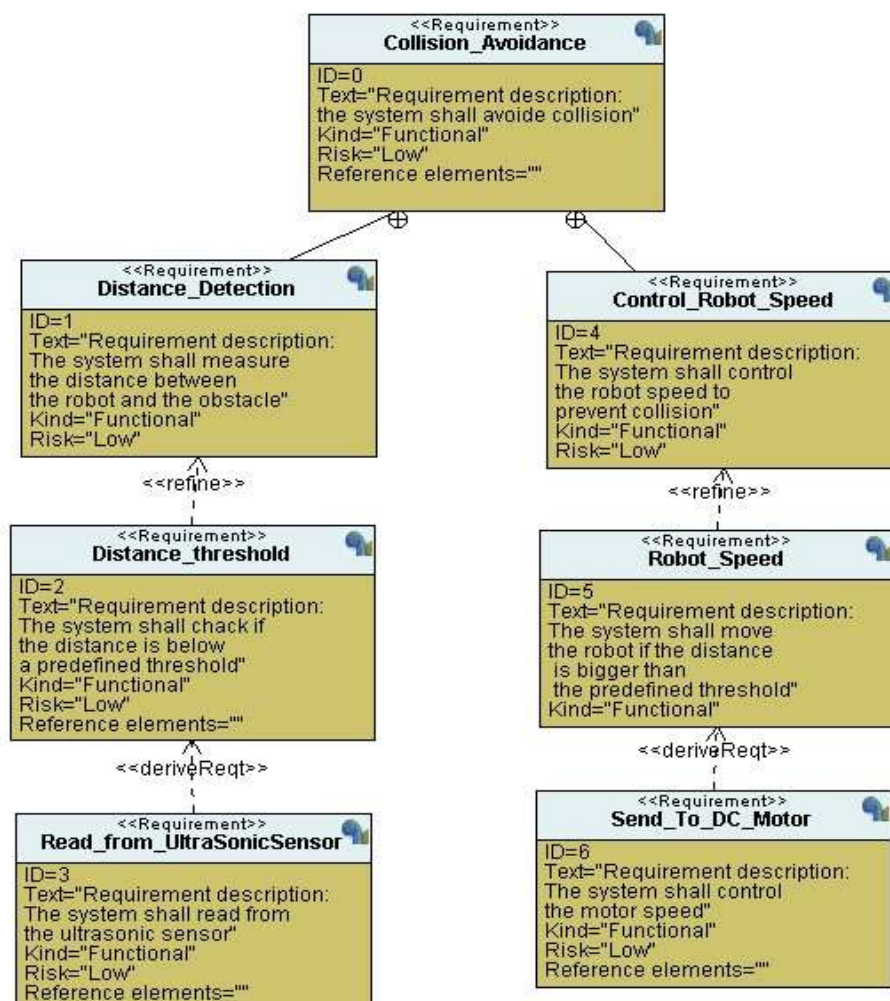 <<Requirement>>
Collision_Avoidance
ID=0
Text="Requirement description:
the system shall avoide collision"
Kind="Functional"
Risk="Low"
Reference elements=""
<<Requirement>>
Distance_Detection
ID=1
Text="Requirement description:
The system shall measure
the distance between
the robot and the obstacle"
Kind="Functional"
Risk="Low"
<<Requirement>>
Control_Robot_Speed
ID=4
Text="Requirement description:
The system shall control
the robot speed to
prevent collision"
Kind="Functional"
Risk="Low"
<<refine>>
<<refine>>
<<Requirement>>
Distance_threshold
ID=2
Text="Requirement description:
The system shall chack if
the distance is below
a predefined threshold"
Kind="Functional"
Risk="Low"
Reference elements=""
<<Requirement>>
Robot_Speed
ID=5
Text="Requirement description:
The system shall move
the robot if the distance
is bigger than
the predefined threshold"
Kind="Functional"
<<deriveReqt>>
<<deriveReqt>>
<<Requirement>>
Read_from_UltraSonicSensor
ID=3
Text="Requirement description:
The system shall read from
the ultrasonic sensor"
Kind="Functional"
Risk="Low"
Reference elements=""
<<Requirement>>
Send_To_DC_Motor
ID=6
Text="Requirement description:
The system shall control
the motor speed"
Kind="Functional"
Risk="Low"
Reference elements=""